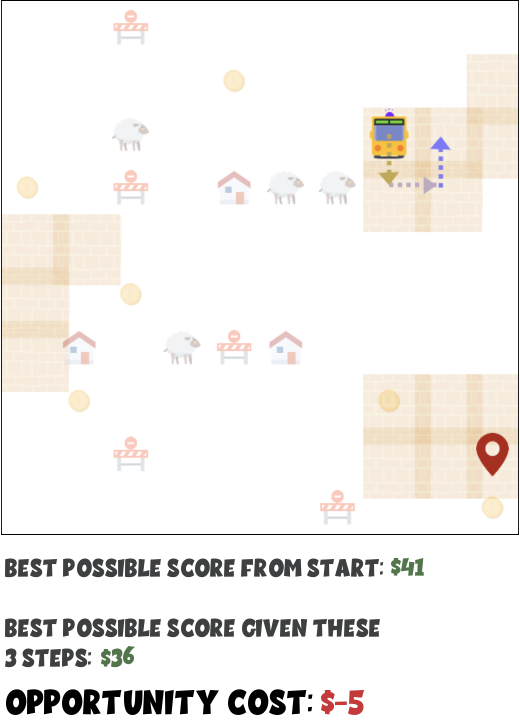 BEST POSSIBLE SCORE FROM START: $41
BEST POSSIBLE SCORE GIVEN THESE
3 STEPS: $36
OPPORTUNITY COST: $-5